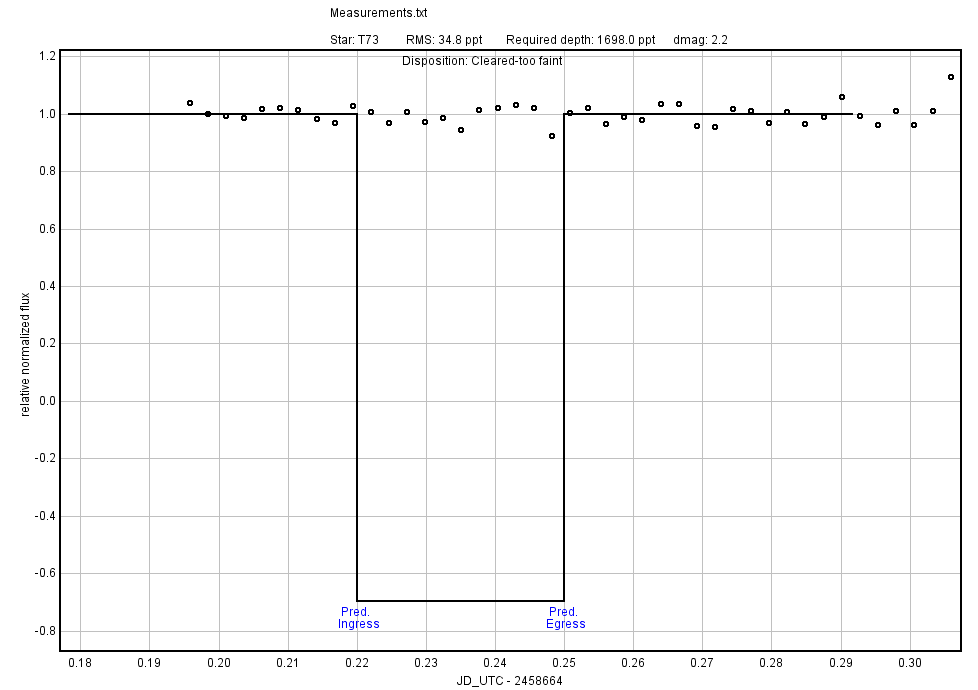 Measurements.txt
Star: T73 RMS: 34.8 ppt Required depth: 1698.0 ppt dmag: 2.2
Disposition: Cleared-too faint
1.2
1.0
0.8
0.6
0.4
0.2
0.0
-0.2
-0.4
-0.6
-0.8
relative normalized flux
Pred.
Ingress
Pred.
Egress
0.18 0.19 0.20 0.21 0.22 0.23 0.24 0.25 0.26 0.27 0.28 0.29 0.30
JD_UTC - 2458664